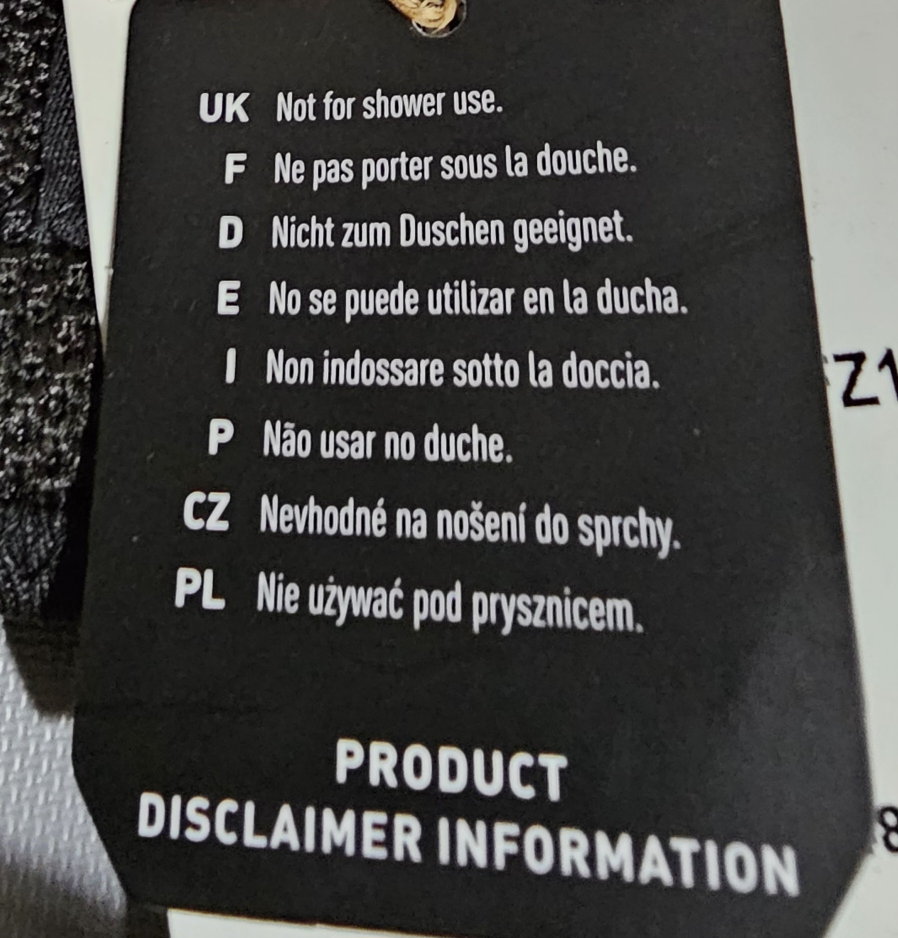 UK Not for shower use.
F Ne pas porter sous la douche.
D Nicht zum Duschen geeignet.
E No se puede utilizar en la ducha.
I Non indossare sotto la doccia.
P Não usar no duche.
CZ Nevhodné na nošení do sprchy.
PL Nie używać pod prysznicem.
PRODUCT
DISCLAIMER INFORMATION
Z1
8